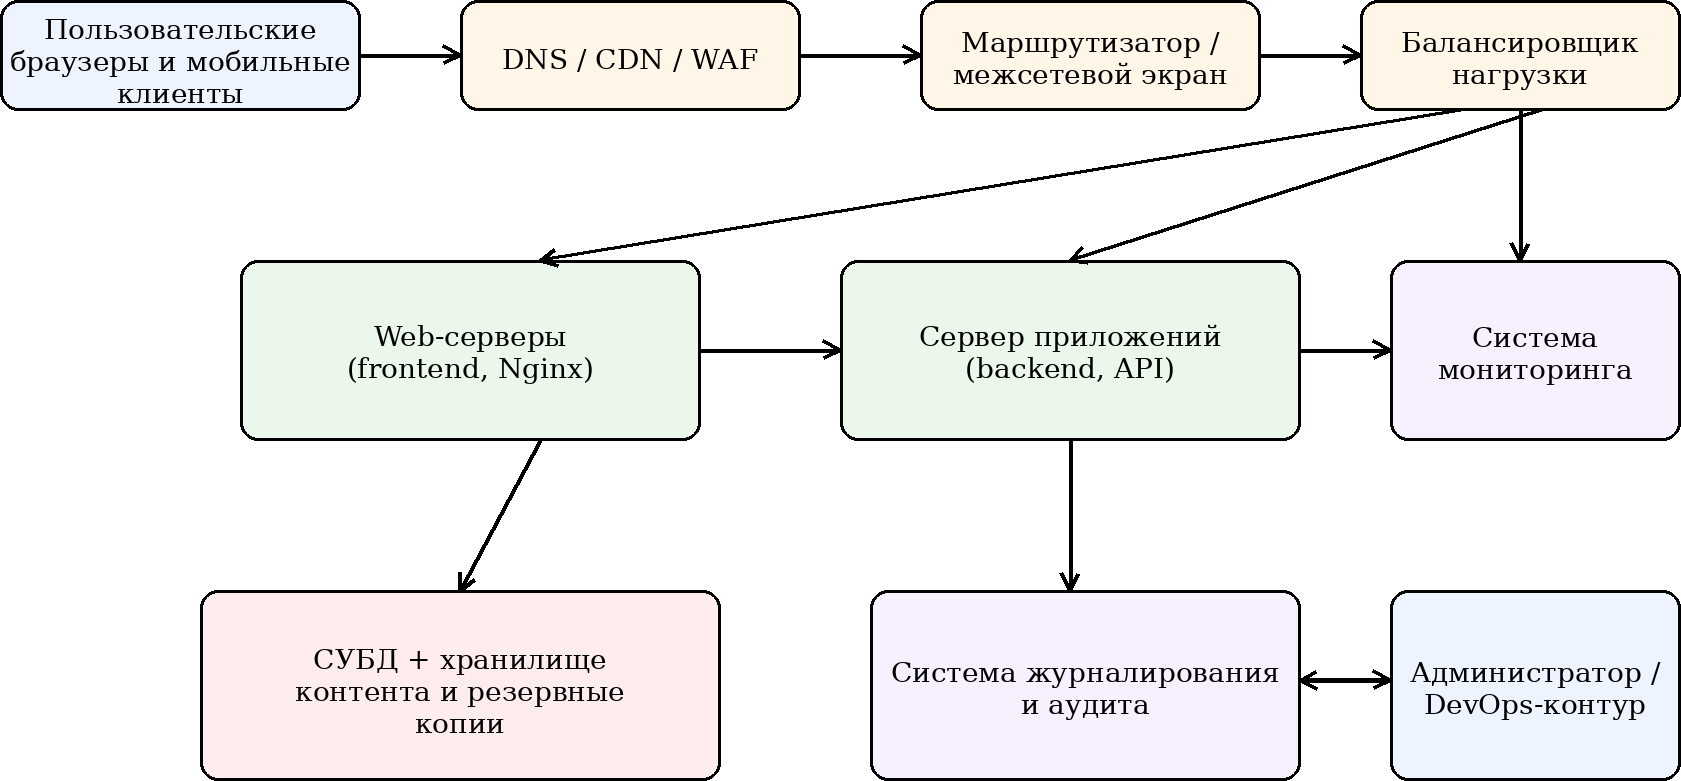 Пользовательские
браузеры и мобильные
клиенты
DNS / CDN / WAF
Маршрутизатор /
межсетевой экран
Балансировщик
нагрузки
Web-серверы
(frontend, Nginx)
Сервер приложений
(backend, API)
Система
мониторинга
СУБД + хранилище
контента и резервные
копии
Система журналирования
и аудита
Администратор /
DevOps-контур